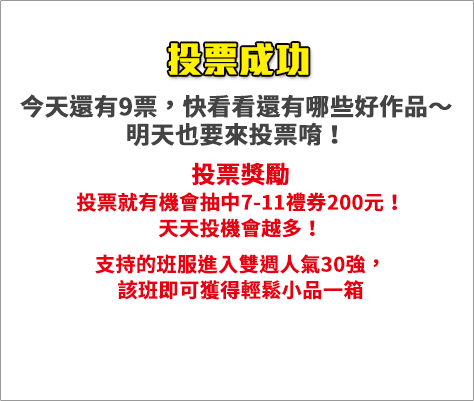 投票成功
今天還有9票，快看看還有哪些好作品～
明天也要來投票唷！
投票獎勵
投票就有機會抽中7-11禮券200元！
天天投機會越多！
支持的班服進入雙週人氣30強，
該班即可獲得輕鬆小品一箱